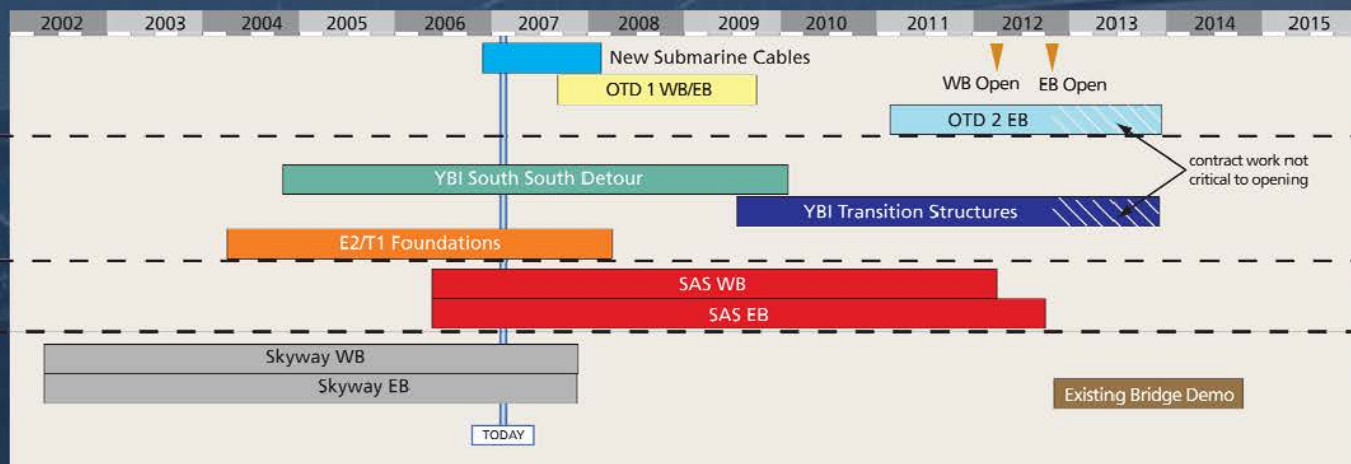 2002 2003 2004 2005 2006 2007 2008 2009 2010 2011 2012 2013 2014 2015
New Submarine Cables
OTD 1 WB/EB
WB Open EB Open
OTD 2 EB
contract work not
critical to opening
YBI South South Detour
YBI Transition Structures
E2/T1 Foundations
SAS WB
SAS EB
Skyway WB
Skyway EB
Existing Bridge Demo
TODAY